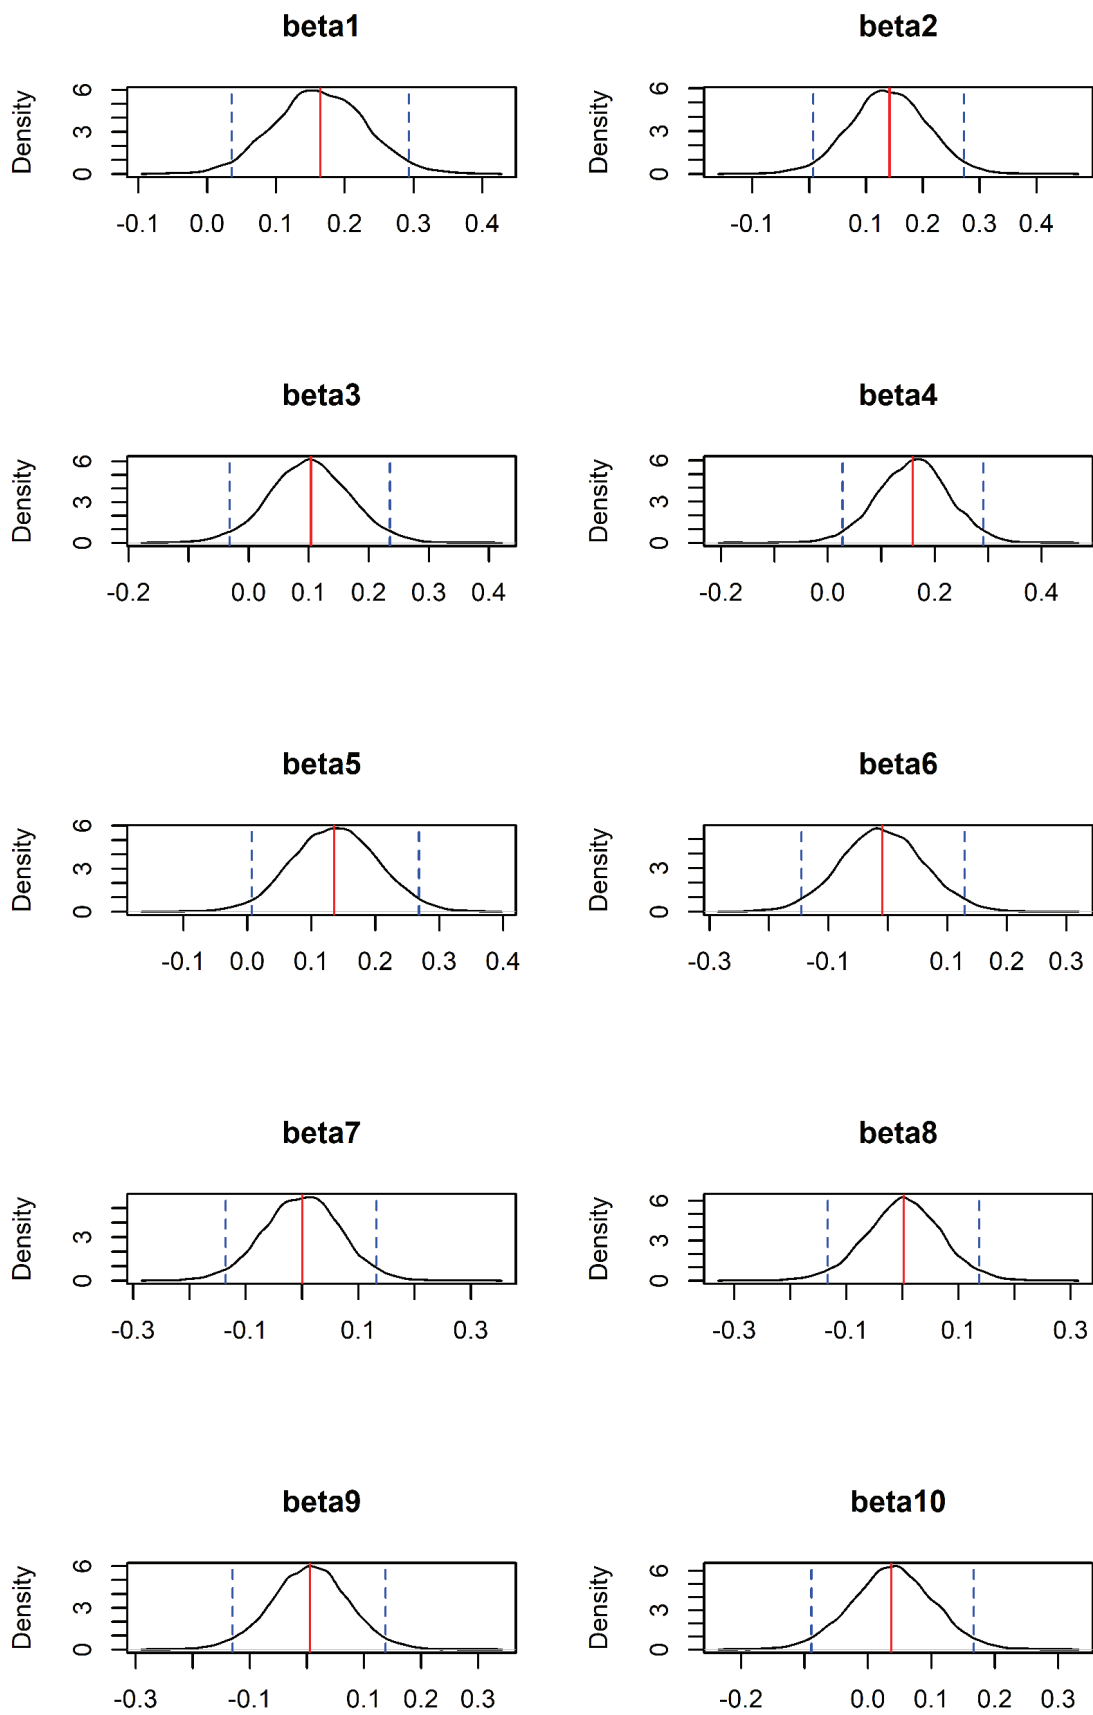 beta1
Density
0 3 6
-0.1 0.0 0.1 0.2 0.3 0.4
beta2
Density
0 3 6
-0.1 0.1 0.2 0.3 0.4
beta3
Density
0 3 6
-0.2 0.0 0.1 0.2 0.3 0.4
beta4
Density
0 3 6
-0.2 0.0 0.2 0.4
beta5
Density
0 3 6
-0.1 0.0 0.1 0.2 0.3 0.4
beta6
Density
0 3
-0.3 -0.1 0.1 0.2 0.3
beta7
Density
0 3
-0.3 -0.1 0.1 0.3
beta8
Density
0 3 6
-0.3 -0.1 0.1 0.3
beta9
Density
0 3 6
-0.3 -0.1 0.1 0.2 0.3
beta10
Density
0 3 6
-0.2 0.0 0.1 0.2 0.3